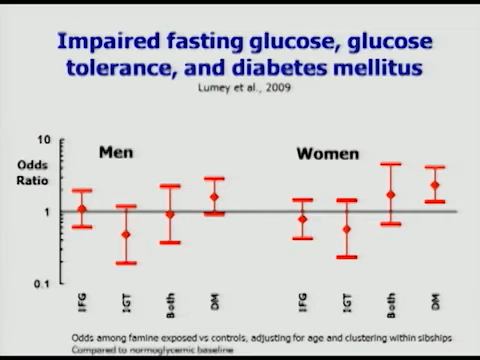 Impaired fasting glucose, glucose
tolerance, and diabetes mellitus
Lumey et al., 2009
10
Odds
Ratio
Men
Women
1
0.1
IFG
IGT
Both
DM
IFG
IGT
Both
DM
Odds among famine exposed vs controls, adjusting for age and clustering within sibships
Compared to normoglycemic baseline